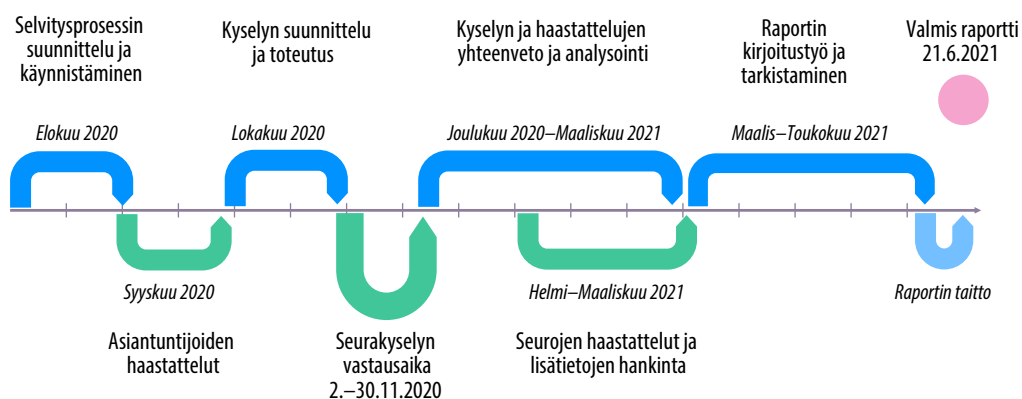 Selvitysprosessin
suunnittelu ja
käynnistäminen
Kyselyn suunnittelu
ja toteutus
Kyselyn ja haastattelujen
yhteenveto ja analysointi
Raportin
kirjoitustyö ja
tarkistaminen
Valmis raportti
21.6.2021
Elokuu 2020
Lokakuu 2020
Joulukuu 2020–Maaliskuu 2021
Maalis–Toukokuu 2021
Syyskuu 2020
Helmi–Maaliskuu 2021
Raportin taitto
Asiantuntijoiden
haastattelut
Seurakyselyn
vastausaika
2.–30.11.2020
Seurojen haastattelut ja
lisätietojen hankinta